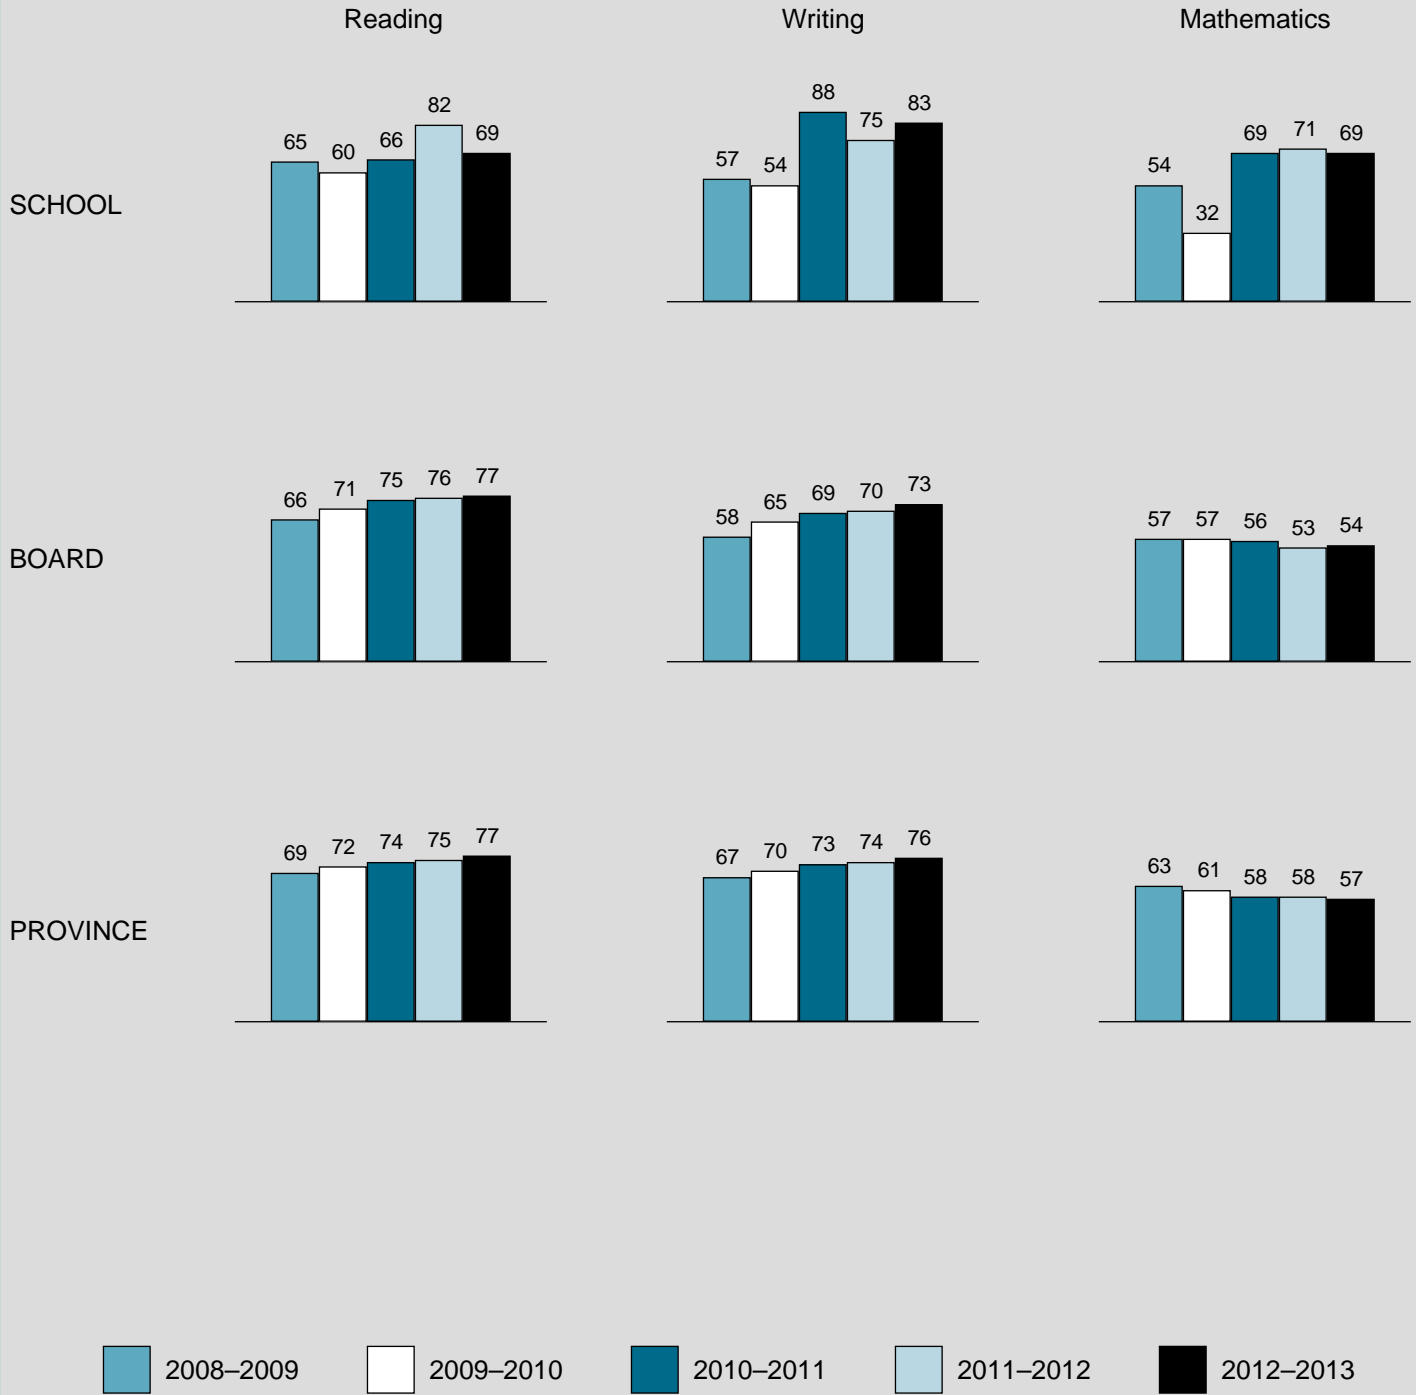 Reading Writing Mathematics
SCHOOL
65 60 66 82 69
57 54 88 75 83
54 32 69 71 69
BOARD
66 71 75 76 77
58 65 69 70 73
57 57 56 53 54
PROVINCE
69 72 74 75 77
67 70 73 74 76
63 61 58 58 57
2008–2009 2009–2010 2010–2011 2011–2012 2012–2013